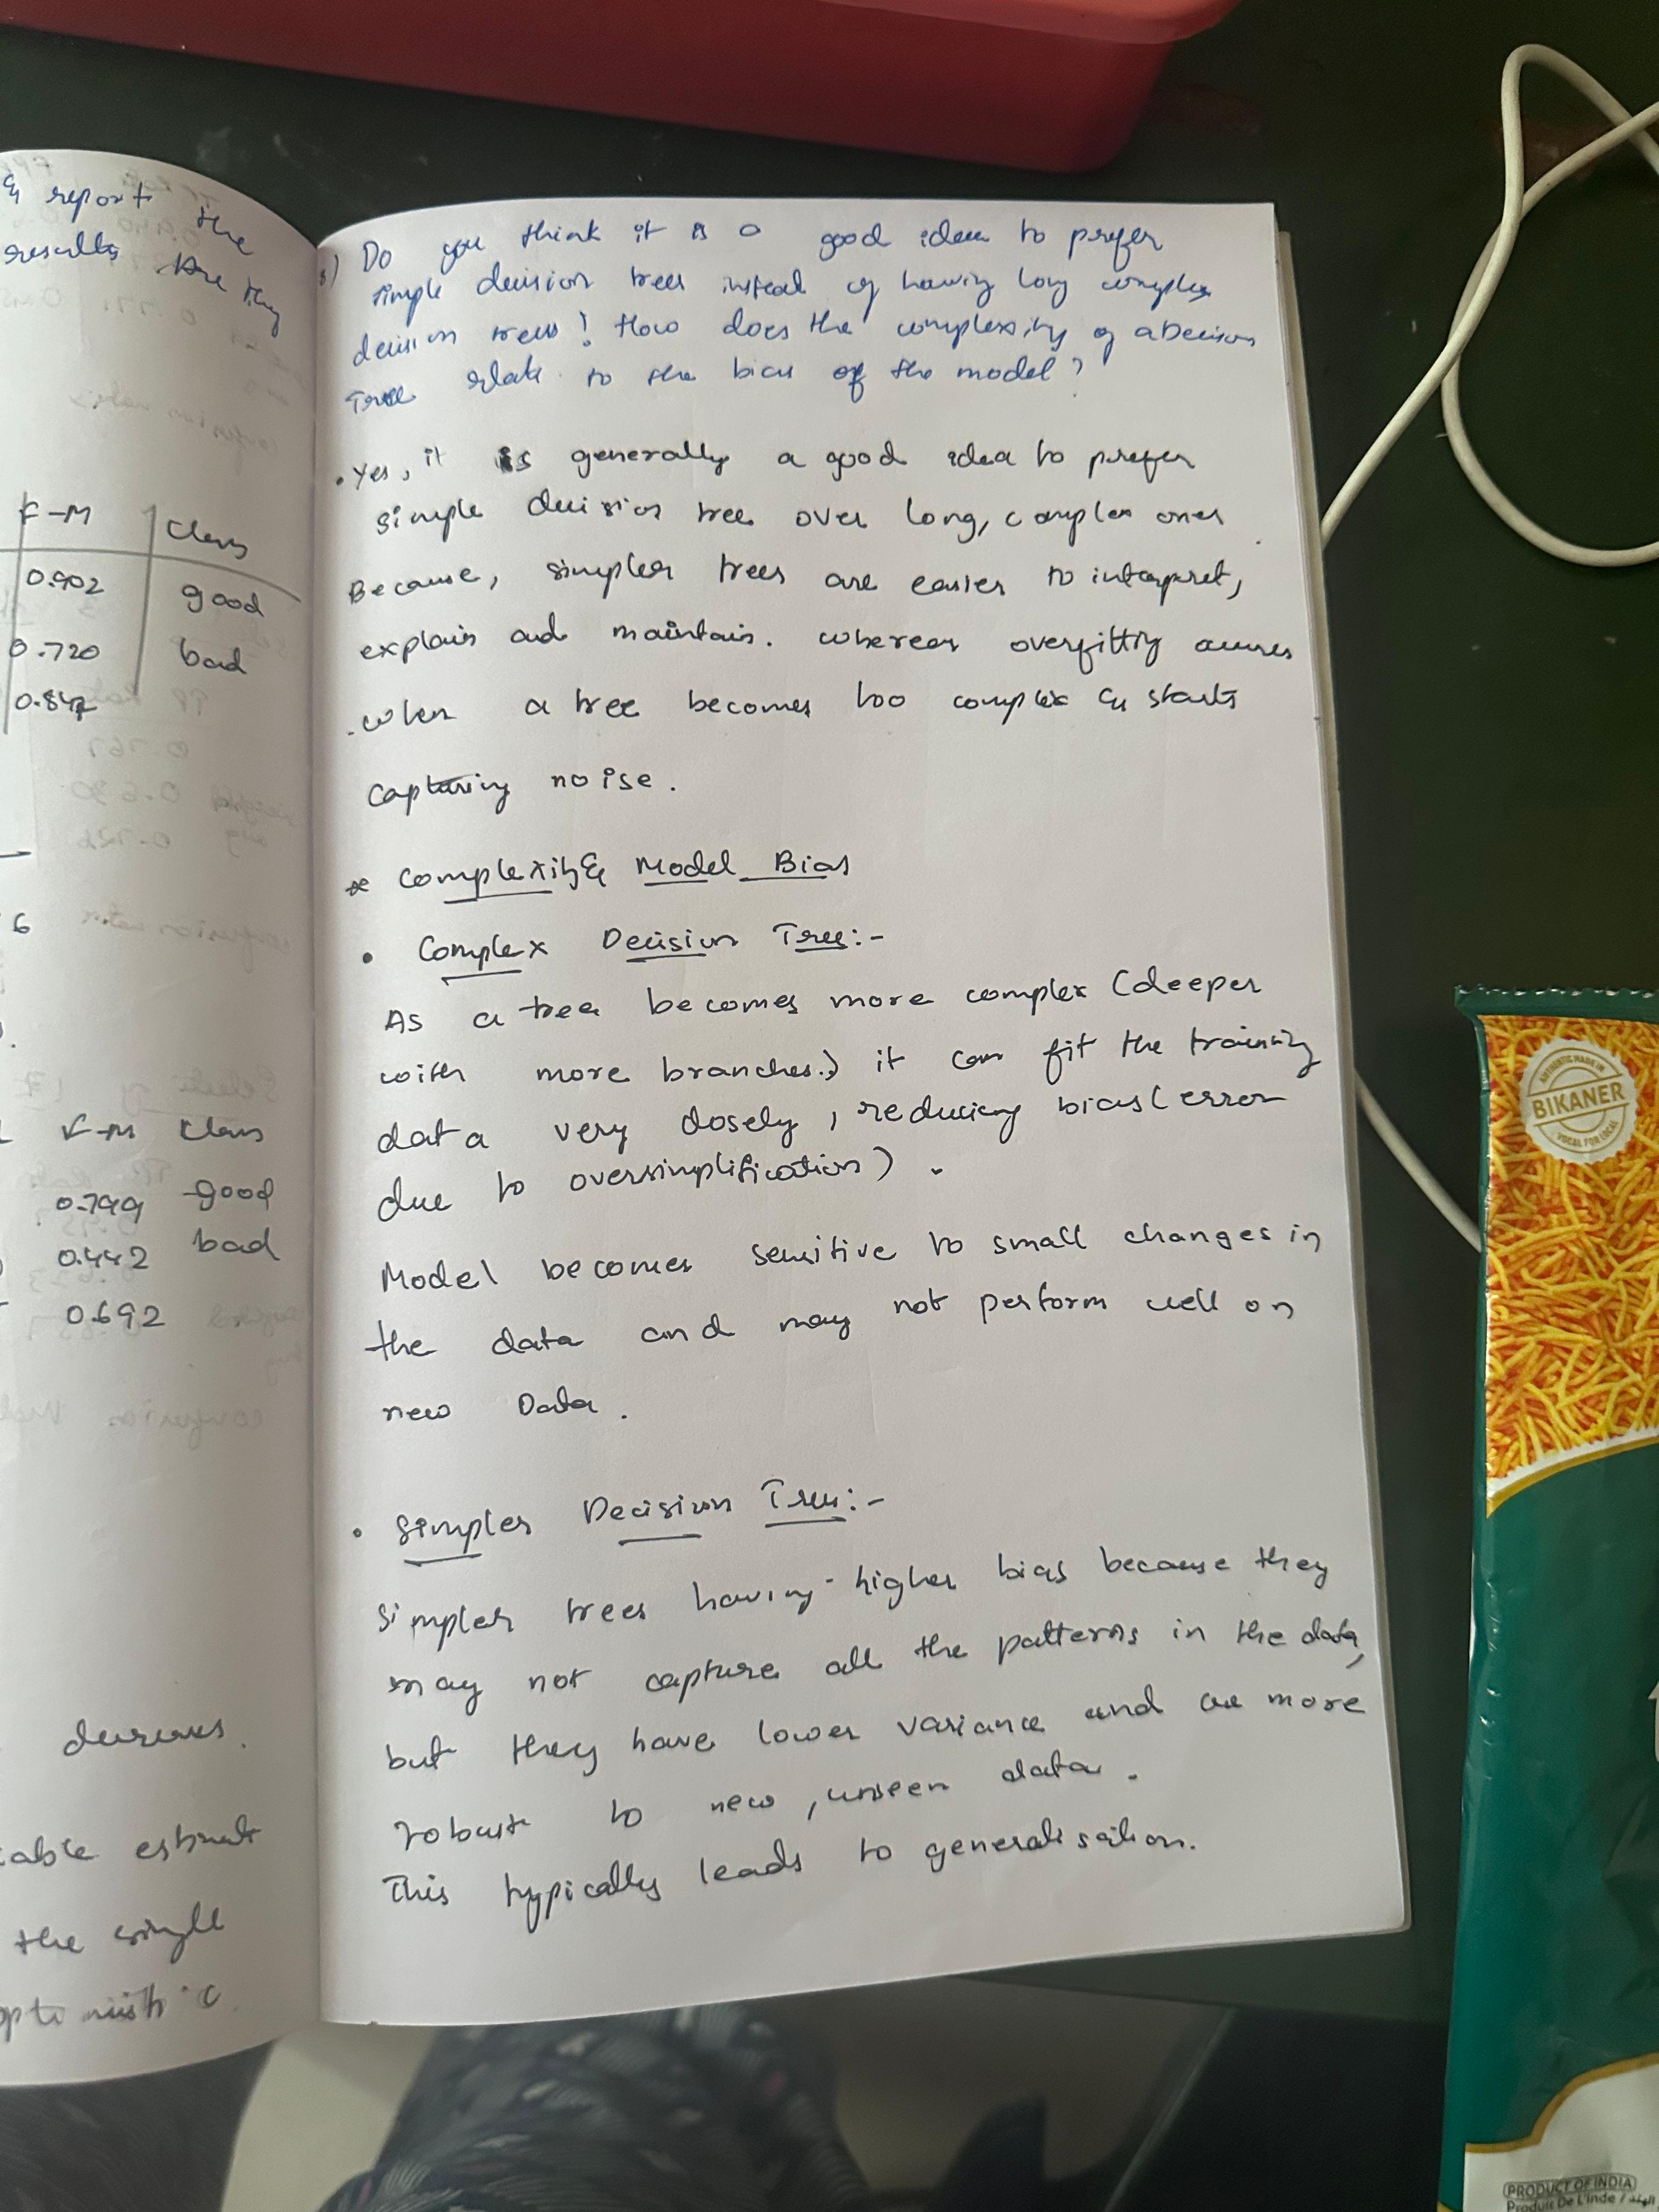 & report the
results. Are they
F-M Class
0.902 good
0.720 bad
0.847
6
F-M Class
0.799 good
0.442 bad
0.692
decreases.
the single
8) Do you think it is a good idea to prefer
simple decision trees instead of having long complex
decision trees? How does the complexity of a Decision
Tree relate to the bias of the model?
• Yes, it is generally a good idea to prefer
simple decision tree over long, complex ones
Because, simpler trees are easier to interpret,
explain and maintain. whereas overfitting occurs
when a tree becomes too complex & starts
capturing noise.
* Complexity & Model Bias
• Complex Decision Tree:-
As a tree becomes more complex (deeper
with more branches.) it can fit the training
data very closely, reducing bias (error
due to oversimplification).
Model becomes sensitive to small changes in
the data and may not perform well on
new Data.
• Simpler Decision Tree:-
Simpler trees having higher bias because they
may not capture all the patterns in the data,
but they have lower variance and are more
robust to new, unseen data.
This typically leads to generalisation.
AUTHENTIC MADE IN
BIKANER
VOCAL FOR LOCAL
PRODUCT OF INDIA
Produit De L'Inde /